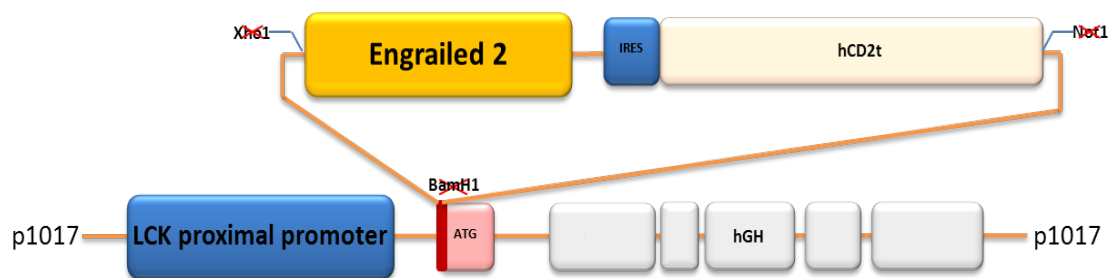 Xho1
Engrailed 2
IRES
hCD2t
Not1
BamH1
p1017
LCK proximal promoter
ATG
hGH
p1017